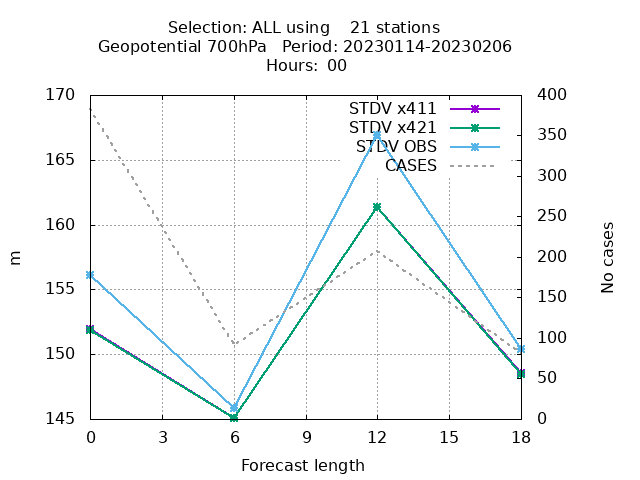 Selection: ALL using    21 stations
Geopotential 700hPa   Period: 20230114-20230206
Hours:  00
170
165
160
155
150
145
m
400
350
300
250
200
150
100
50
0
No cases
STDV x411
STDV x421
STDV OBS
CASES
0 3 6 9 12 15 18
Forecast length